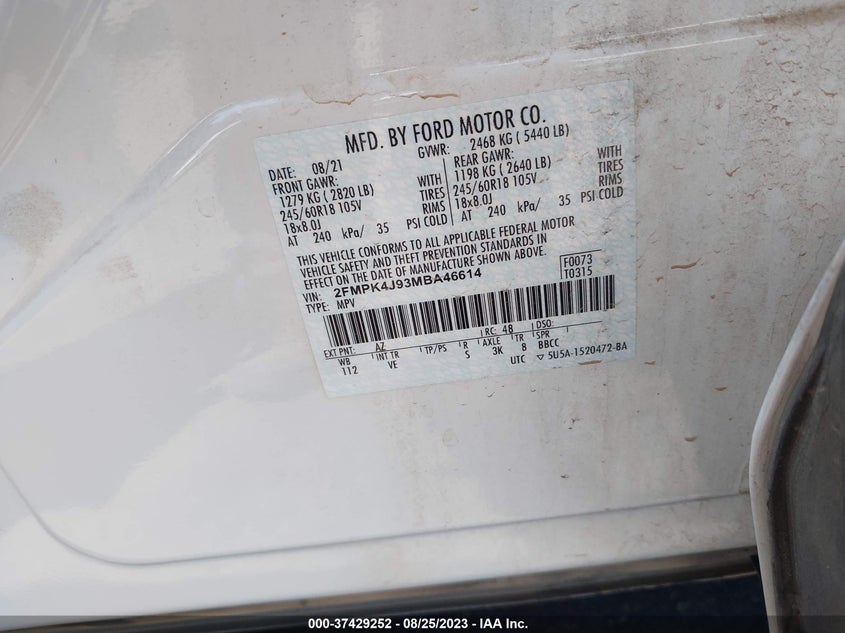 MFD. BY FORD MOTOR CO.
DATE: 08/21 GVWR: 2468 KG ( 5440 LB)
FRONT GAWR: REAR GAWR:
1279 KG ( 2820 LB) WITH 1198 KG ( 2640 LB) WITH
245/60R18 105V TIRES 245/60R18 105V TIRES
18x8.0J RIMS 18x8.0J RIMS
AT 240 kPa/ 35 PSI COLD AT 240 kPa/ 35 PSI COLD
THIS VEHICLE CONFORMS TO ALL APPLICABLE FEDERAL MOTOR
VEHICLE SAFETY AND THEFT PREVENTION STANDARDS IN
EFFECT ON THE DATE OF MANUFACTURE SHOWN ABOVE.
VIN: 2FMPK4J93MBA46614 F0073
TYPE: MPV T0315
EXT PNT: AZ RC: 48 DSO:
WB INT TR TP/PS R AXLE TR SPR
112 VE S 3K 8 BBCC
UTC ▽ 5U5A-1520472-BA
000-37429252 - 08/25/2023 - IAA Inc.